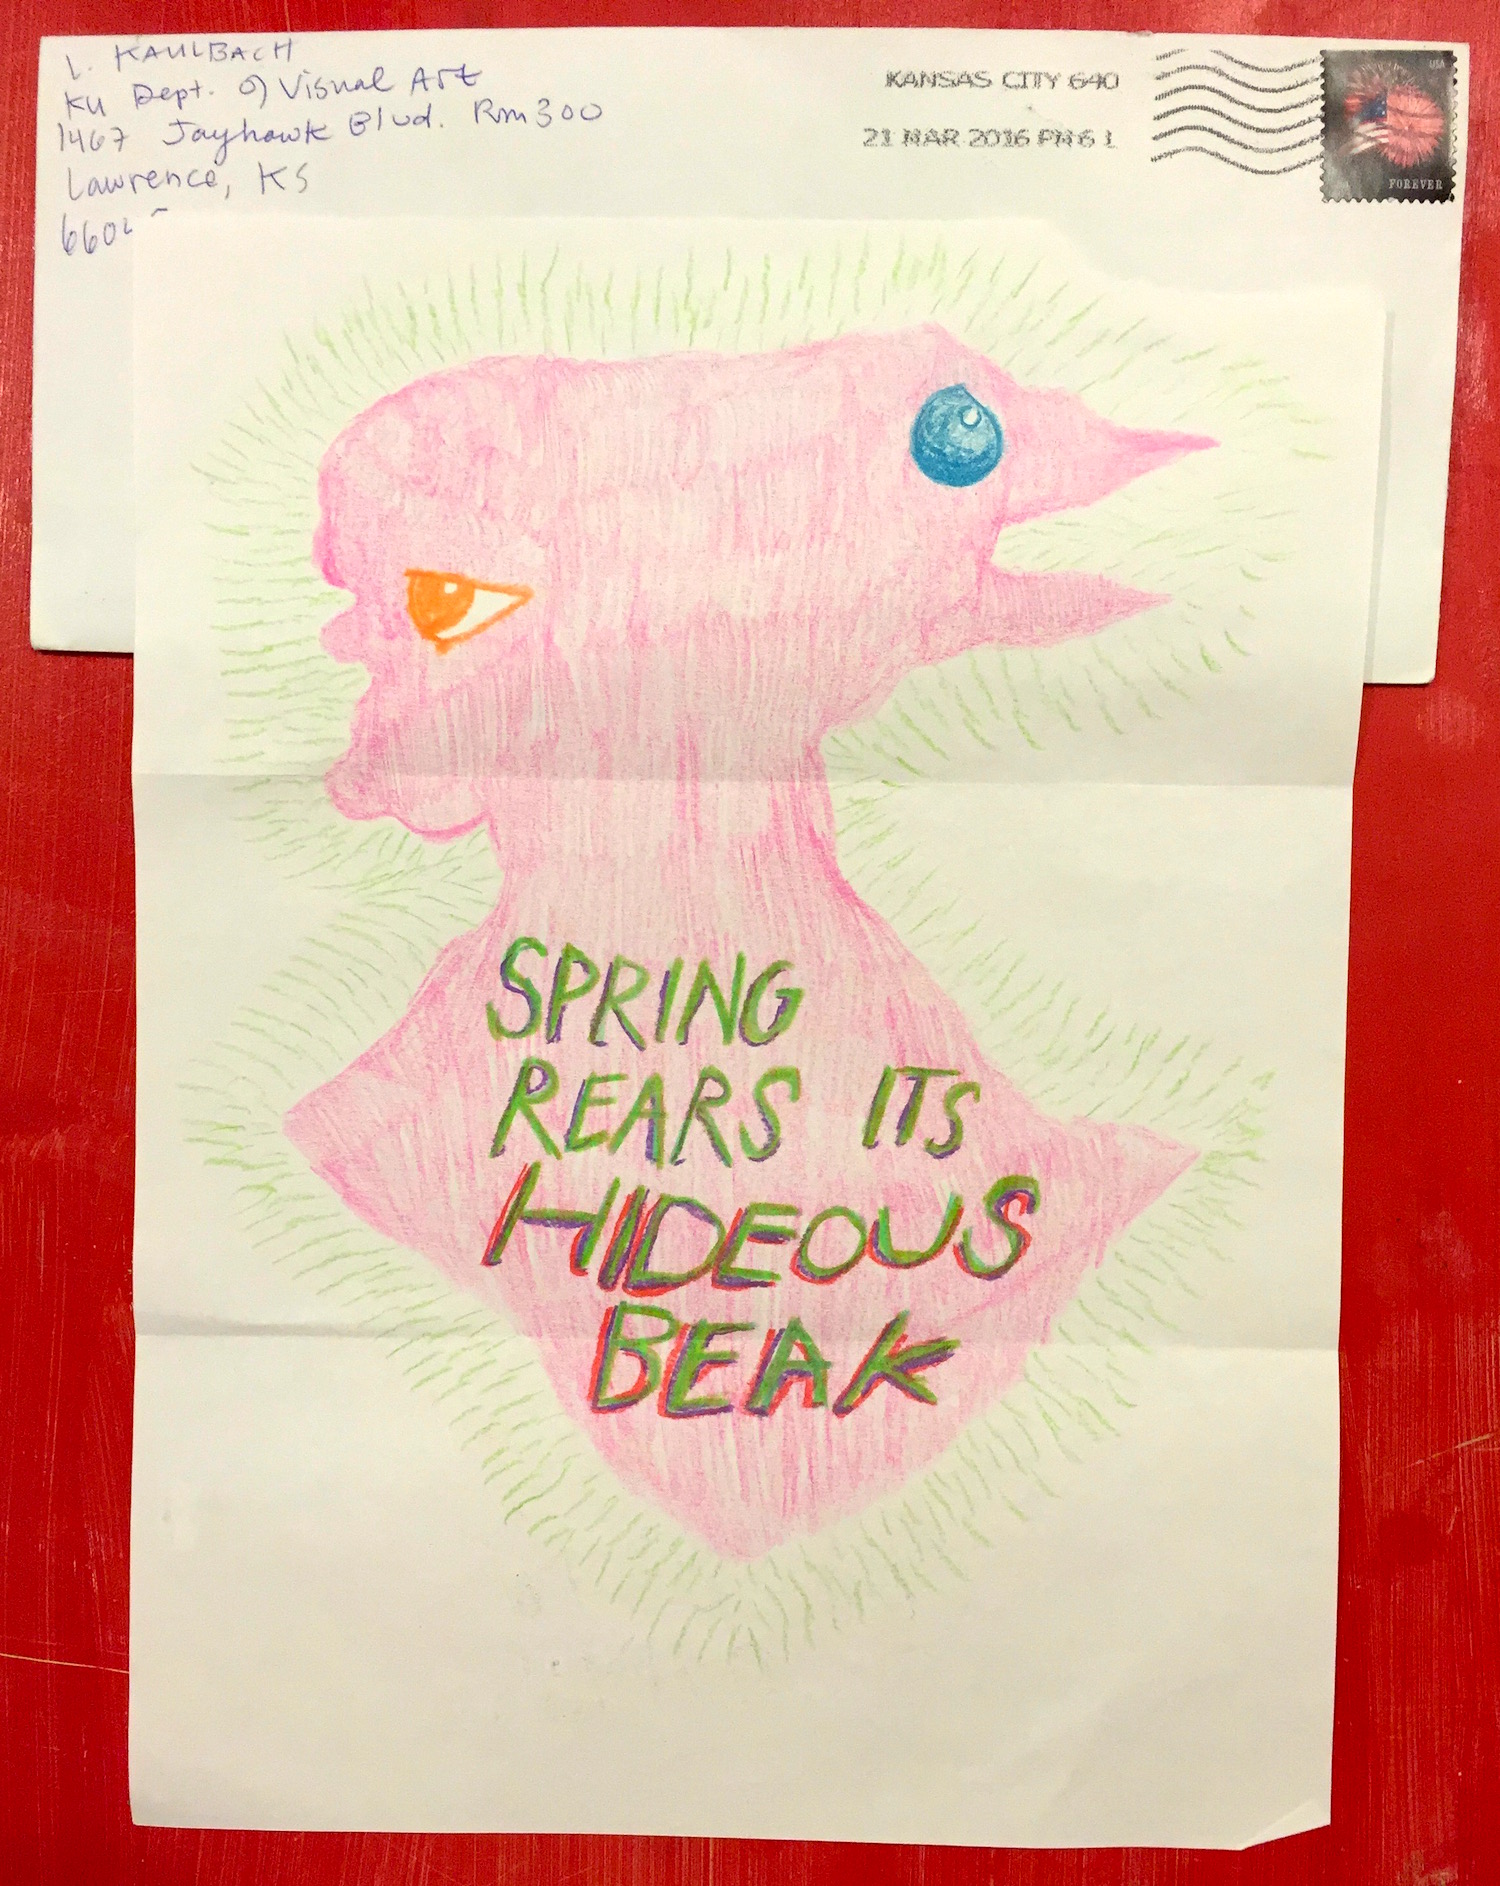 L. KAULBACH
KU Dept. of Visual Art
1467 Jayhawk Blvd. Rm 300
Lawrence, KS
KANSAS CITY 640
21 MAR 2016 PM 6 L
USA
FOREVER
SPRING
REARS ITS
HIDEOUS
BEAK